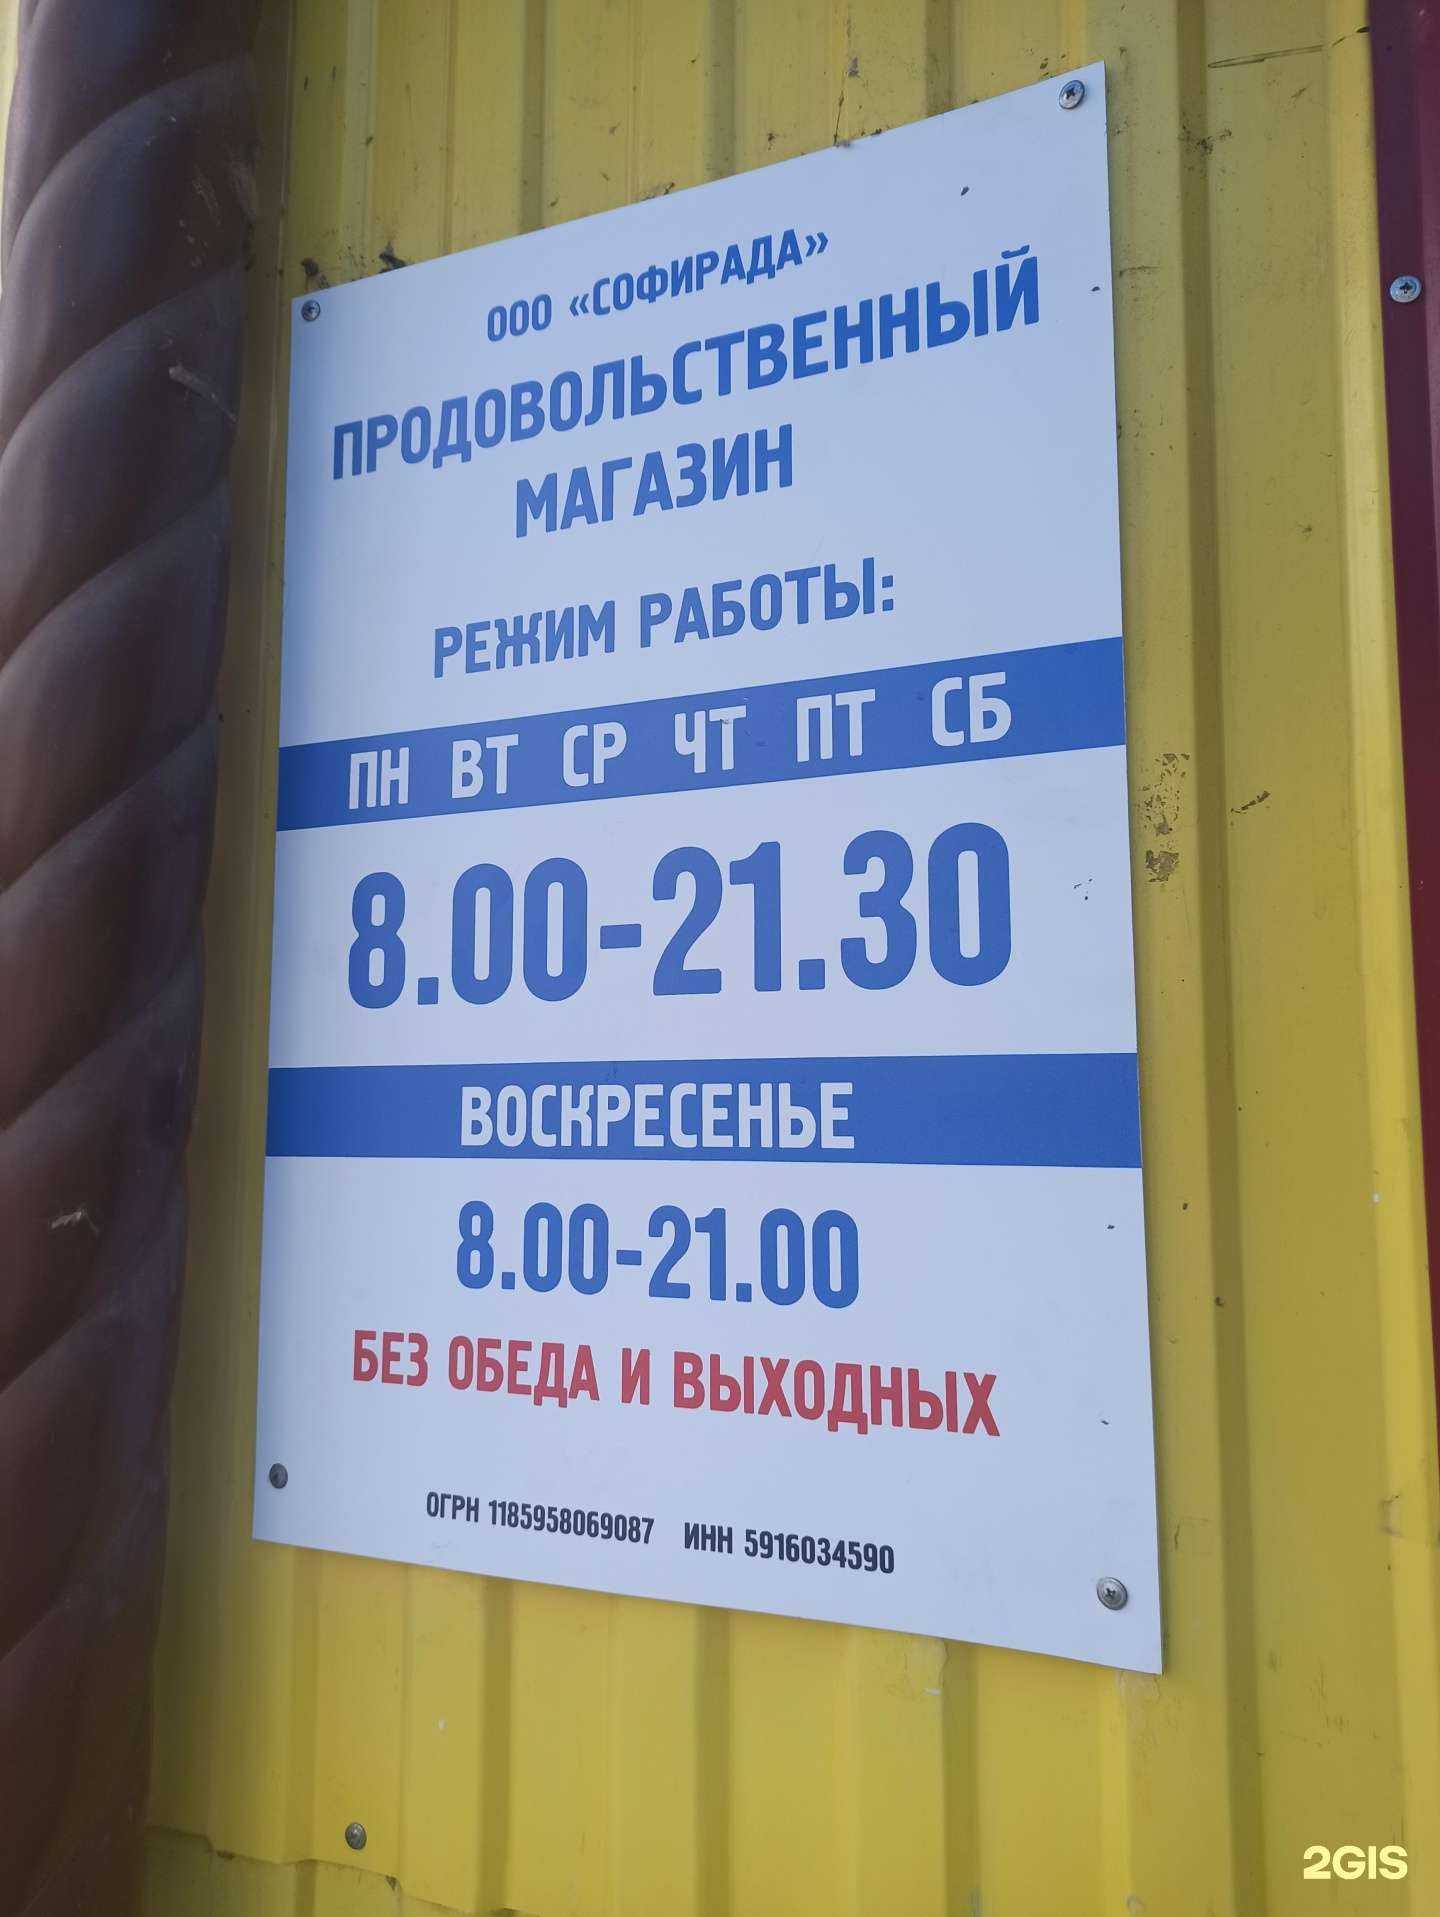 ООО «СОФИРАДА»
ПРОДОВОЛЬСТВЕННЫЙ
МАГАЗИН
РЕЖИМ РАБОТЫ:
ПН ВТ СР ЧТ ПТ СБ
8.00-21.30
ВОСКРЕСЕНЬЕ
8.00-21.00
БЕЗ ОБЕДА И ВЫХОДНЫХ
ОГРН 1185958069087 ИНН 5916034590
2GIS